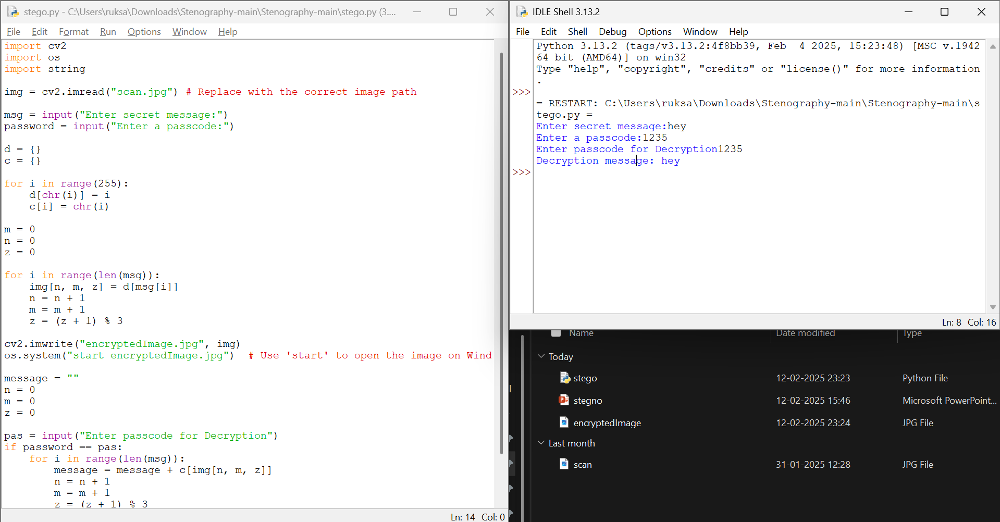 stego.py - C:\Users\ruksa\Downloads\Stenography-main\Stenography-main\stego.py (3....
File Edit Format Run Options Window Help
import cv2
import os
import string
img = cv2.imread("scan.jpg") # Replace with the correct image path
msg = input("Enter secret message:")
password = input("Enter a passcode:")
d = {}
c = {}
for i in range(255):
    d[chr(i)] = i
    c[i] = chr(i)
m = 0
n = 0
z = 0
for i in range(len(msg)):
    img[n, m, z] = d[msg[i]]
    n = n + 1
    m = m + 1
    z = (z + 1) % 3
cv2.imwrite("encryptedImage.jpg", img)
os.system("start encryptedImage.jpg")  # Use 'start' to open the image on Wind
message = ""
n = 0
m = 0
z = 0
pas = input("Enter passcode for Decryption")
if password == pas:
    for i in range(len(msg)):
        message = message + c[img[n, m, z]]
        n = n + 1
        m = m + 1
        z = (z + 1) % 3
Ln: 14 Col: 0
IDLE Shell 3.13.2
File Edit Shell Debug Options Window Help
Python 3.13.2 (tags/v3.13.2:4f8bb39, Feb  4 2025, 15:23:48) [MSC v.1942
64 bit (AMD64)] on win32
Type "help", "copyright", "credits" or "license()" for more information
.
>>>
= RESTART: C:\Users\ruksa\Downloads\Stenography-main\Stenography-main\s
tego.py =
Enter secret message:hey
Enter a passcode:1235
Enter passcode for Decryption1235
Decryption message: hey
>>>
Ln: 8 Col: 16
Name Date modified Type
Today
stego 12-02-2025 23:23 Python File
stegno 12-02-2025 15:46 Microsoft PowerPoint...
encryptedImage 12-02-2025 23:24 JPG File
Last month
scan 31-01-2025 12:28 JPG File